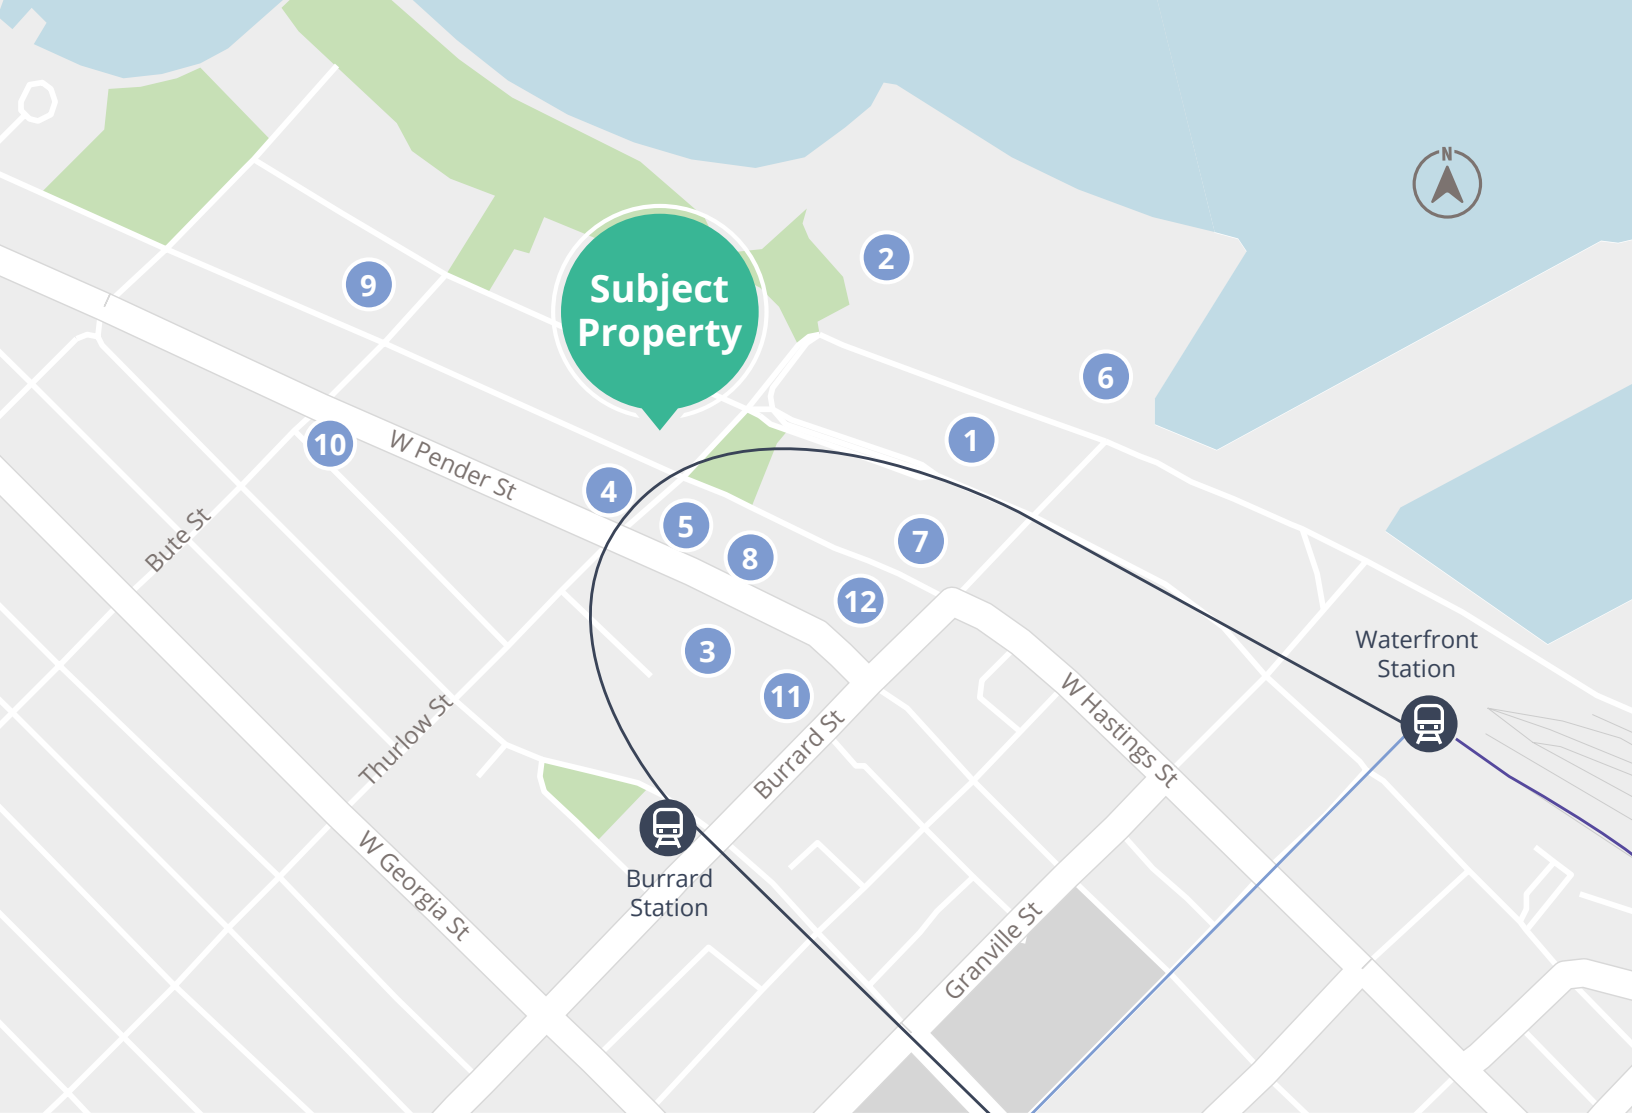 N
2
9
Subject
Property
6
1
10
W Pender St
4
5
7
Bute St
8
12
3
Waterfront
Station
11
W Hastings St
Thurlow St
Burrard St
W Georgia St
Burrard
Station
Granville St